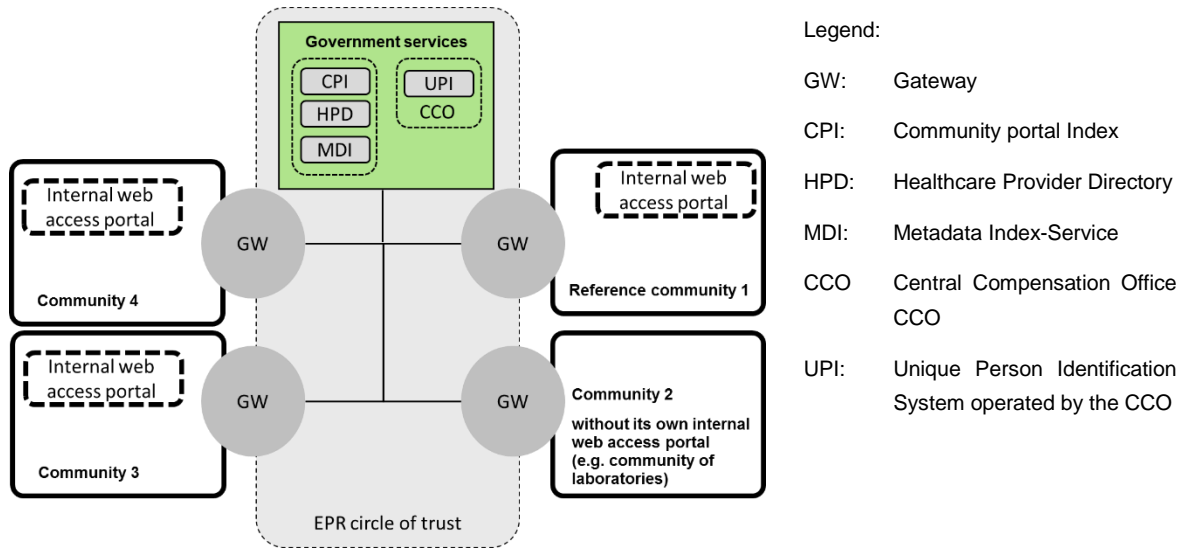 Government services
CPI
HPD
MDI
UPI
CCO
Internal web
access portal
GW
Community 4
GW
Internal web
access portal
Reference community 1
Internal web
access portal
GW
Community 3
GW
Community 2
without its own internal
web access portal
(e.g. community of
laboratories)
EPR circle of trust
Legend:
GW: Gateway
CPI: Community portal Index
HPD: Healthcare Provider Directory
MDI: Metadata Index-Service
CCO Central Compensation Office
CCO
UPI: Unique Person Identification
System operated by the CCO